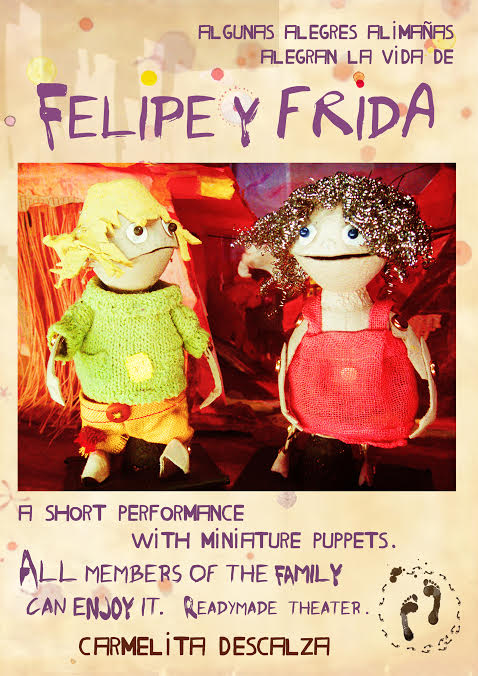 ALGUNAS ALEGRES ALIMAÑAS
ALEGRAN LA VIDA DE
FELIPE Y FRIDA
A SHORT PERFORMANCE
WITH MINIATURE PUPPETS.
ALL MEMBERS OF THE FAMILY
CAN ENJOY IT. READYMADE THEATER.
CARMELITA DESCALZA